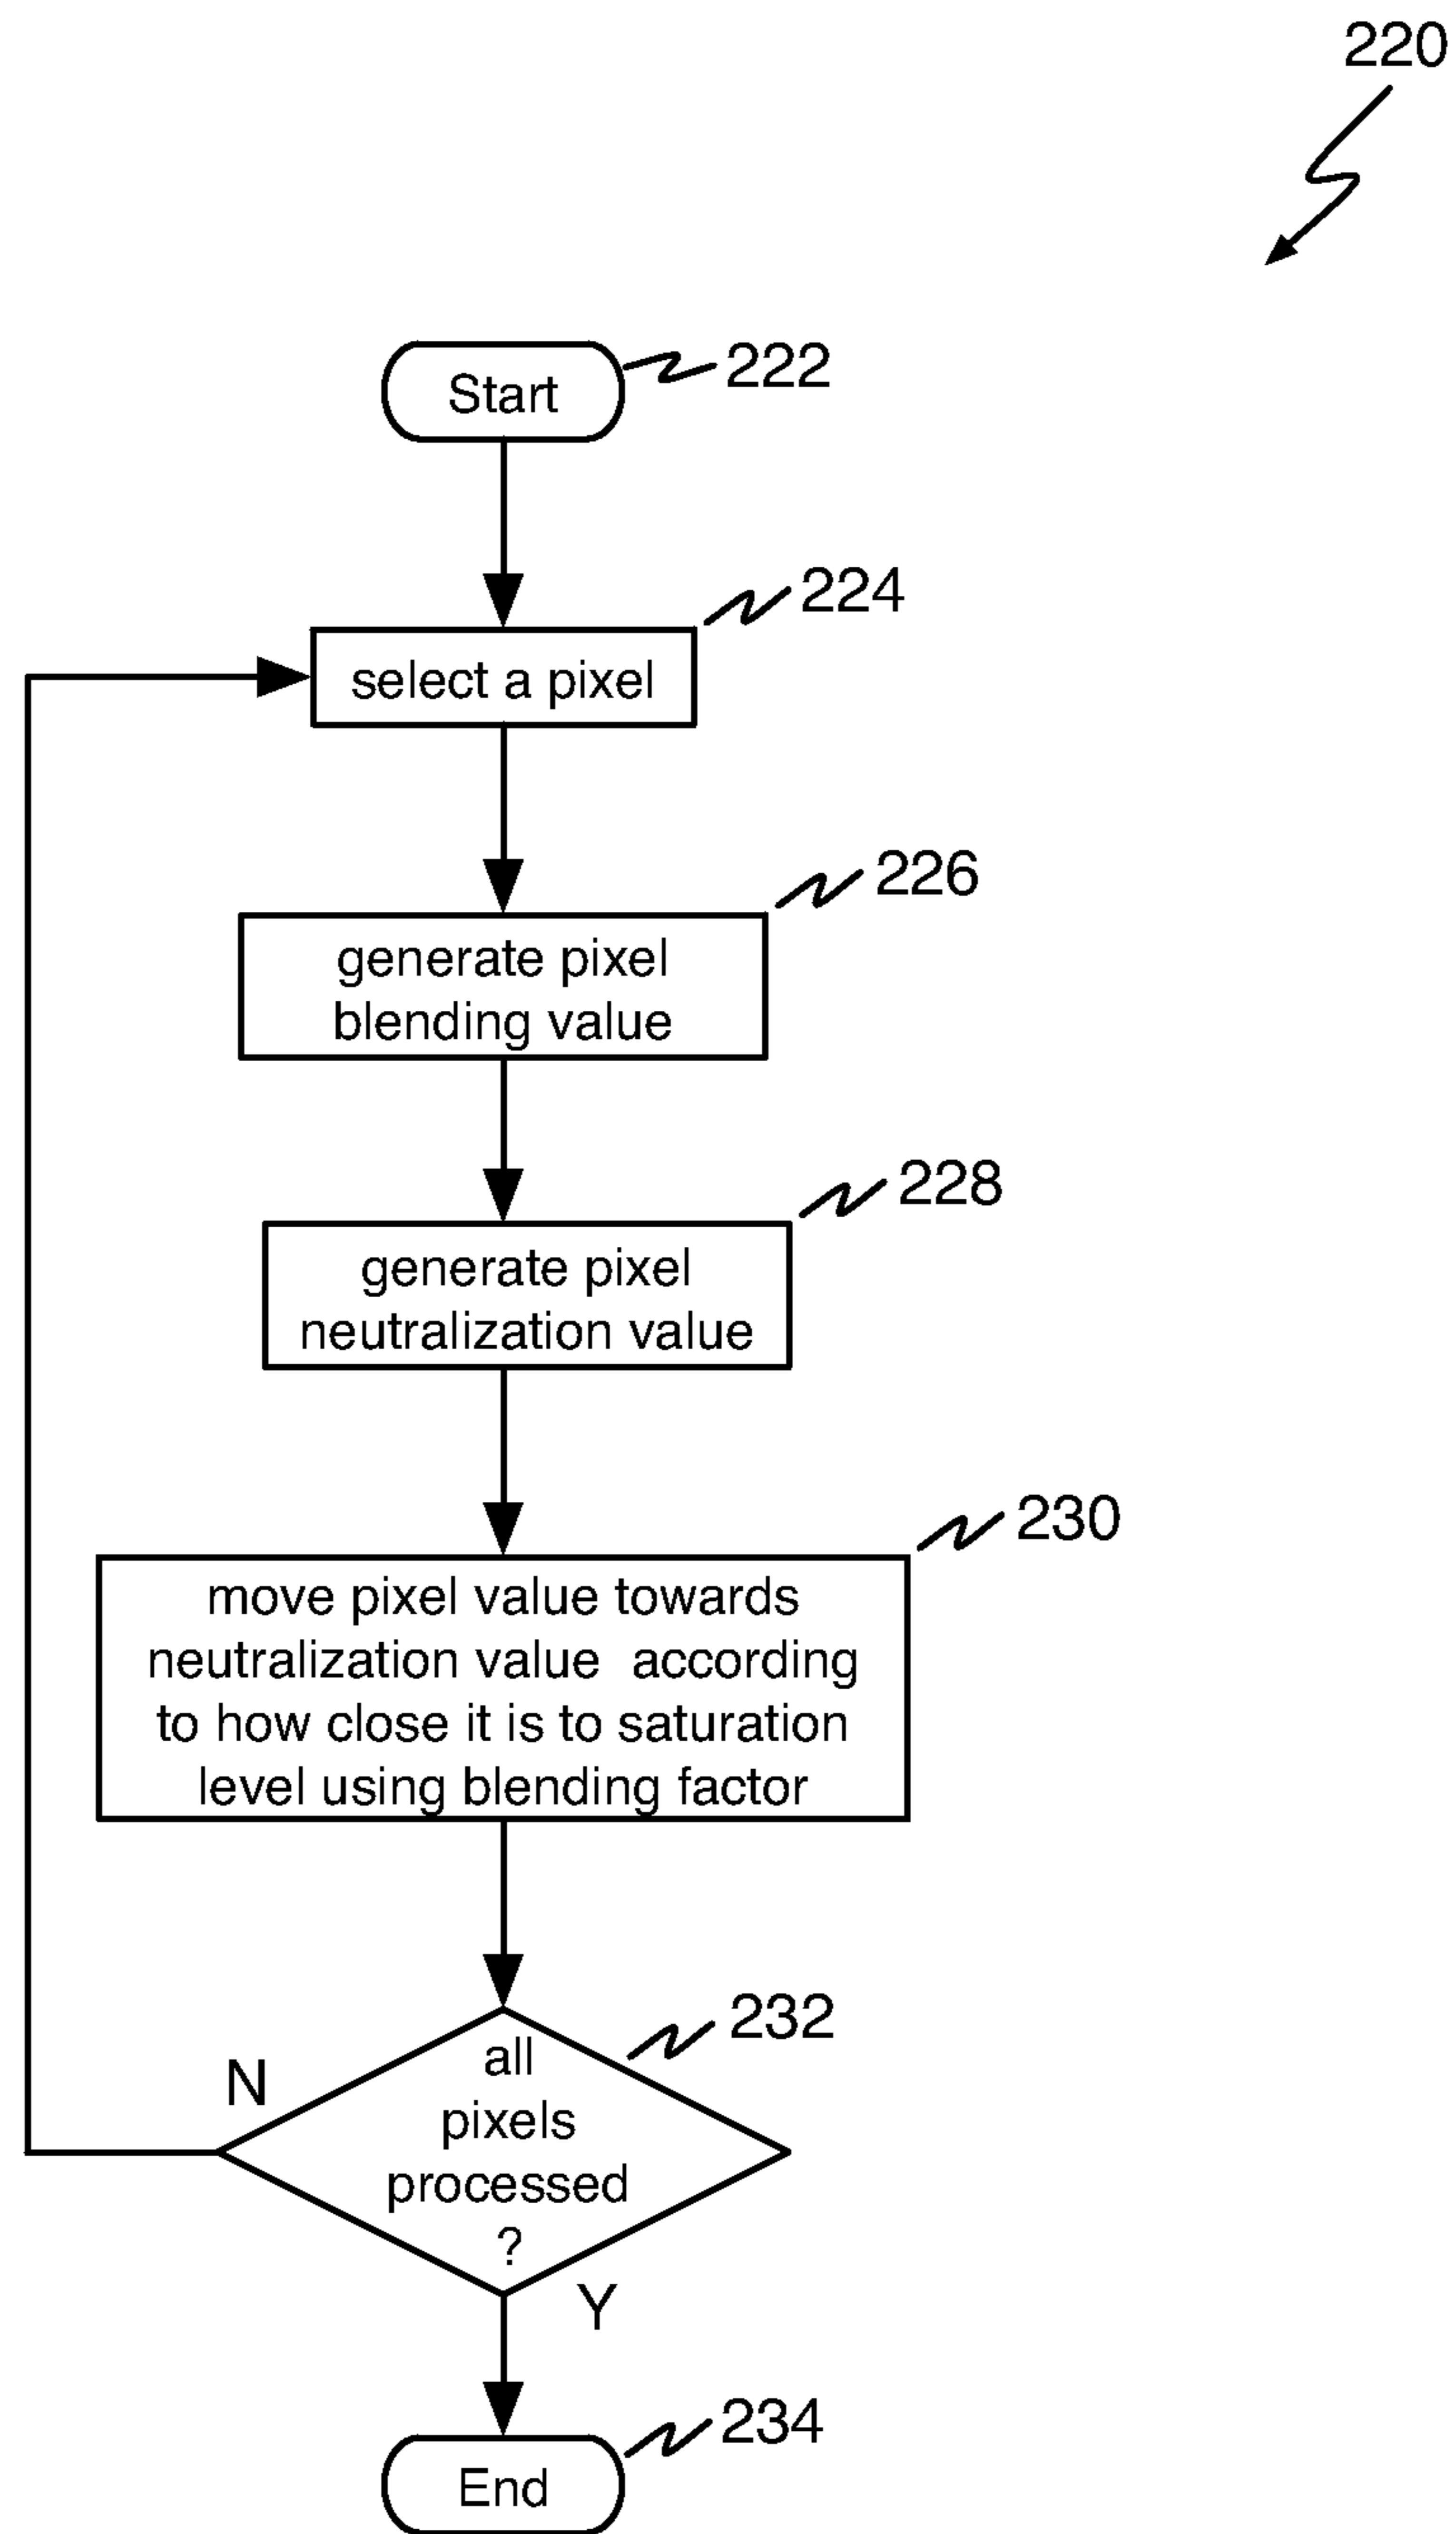 220
Start
222
224
select a pixel
226
generate pixel
blending value
228
generate pixel
neutralization value
230
move pixel value towards
neutralization value according
to how close it is to saturation
level using blending factor
232
N
all
pixels
processed
?
Y
234
End